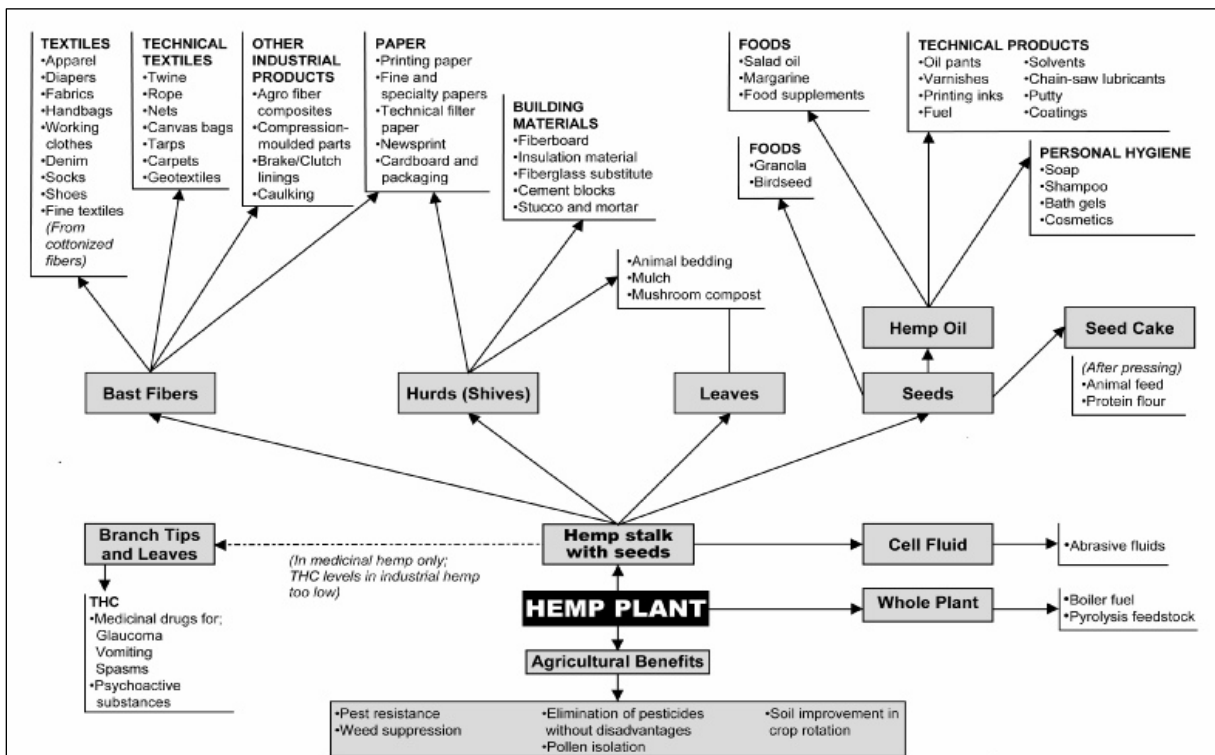 TEXTILES
•Apparel
•Diapers
•Fabrics
•Handbags
•Working
clothes
•Denim
•Socks
•Shoes
•Fine textiles
(From
cottonized
fibers)
TECHNICAL
TEXTILES
•Twine
•Rope
•Nets
•Canvas bags
•Tarps
•Carpets
•Geotextiles
OTHER
INDUSTRIAL
PRODUCTS
•Agro fiber
composites
•Compression-
moulded parts
•Brake/Clutch
linings
•Caulking
PAPER
•Printing paper
•Fine and
specialty papers
•Technical filter
paper
•Newsprint
•Cardboard and
packaging
BUILDING
MATERIALS
•Fiberboard
•Insulation material
•Fiberglass substitute
•Cement blocks
•Stucco and mortar
•Animal bedding
•Mulch
•Mushroom compost
FOODS
•Salad oil
•Margarine
•Food supplements
FOODS
•Granola
•Birdseed
TECHNICAL PRODUCTS
•Oil pants
•Varnishes
•Printing inks
•Fuel
•Solvents
•Chain-saw lubricants
•Putty
•Coatings
PERSONAL HYGIENE
•Soap
•Shampoo
•Bath gels
•Cosmetics
Hemp Oil
Seed Cake
(After pressing)
•Animal feed
•Protein flour
Bast Fibers
Hurds (Shives)
Leaves
Seeds
Branch Tips
and Leaves
(In medicinal hemp only;
THC levels in industrial hemp
too low)
Hemp stalk
with seeds
Cell Fluid
•Abrasive fluids
THC
•Medicinal drugs for;
Glaucoma
Vomiting
Spasms
•Psychoactive
substances
HEMP PLANT
Whole Plant
•Boiler fuel
•Pyrolysis feedstock
Agricultural Benefits
•Pest resistance
•Weed suppression
•Elimination of pesticides
without disadvantages
•Pollen isolation
•Soil improvement in
crop rotation